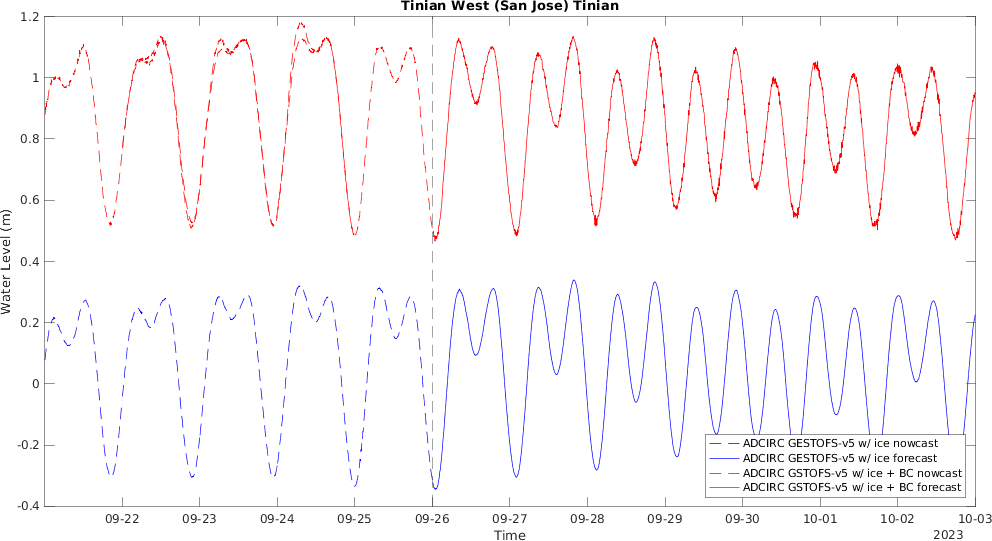 Tinian West (San Jose) Tinian
1.2
1
0.8
0.6
0.4
0.2
0
-0.2
-0.4
Water Level (m)
ADCIRC GESTOFS-v5 w/ ice nowcast
ADCIRC GESTOFS-v5 w/ ice forecast
ADCIRC GSTOFS-v5 w/ ice + BC nowcast
ADCIRC GSTOFS-v5 w/ ice + BC forecast
09-22 09-23 09-24 09-25 09-26 09-27 09-28 09-29 09-30 10-01 10-02 10-03
Time
2023